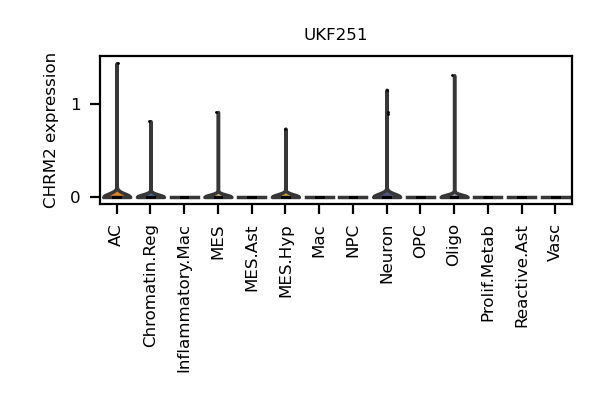 UKF251
CHRM2 expression
1
0
AC
Chromatin.Reg
Inflammatory.Mac
MES
MES.Ast
MES.Hyp
Mac
NPC
Neuron
OPC
Oligo
Prolif.Metab
Reactive.Ast
Vasc